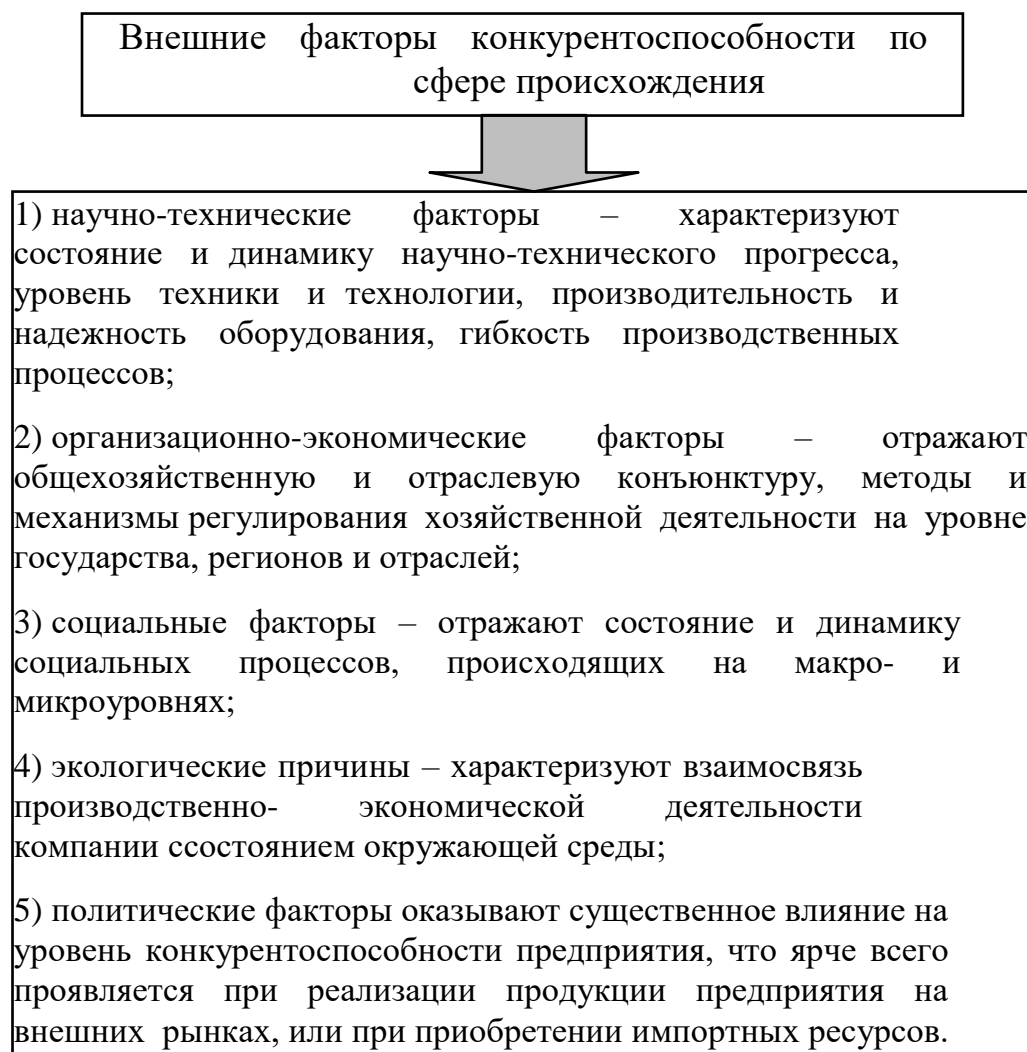 Внешние факторы конкурентоспособности по
сфере происхождения
1) научно-технические факторы – характеризуют
состояние и динамику научно-технического прогресса,
уровень техники и технологии, производительность и
надежность оборудования, гибкость производственных
процессов;
2) организационно-экономические факторы – отражают
общехозяйственную и отраслевую конъюнктуру, методы и
механизмы регулирования хозяйственной деятельности на уровне
государства, регионов и отраслей;
3) социальные факторы – отражают состояние и динамику
социальных процессов, происходящих на макро- и
микроуровнях;
4) экологические причины – характеризуют взаимосвязь
производственно- экономической деятельности
компании ссостоянием окружающей среды;
5) политические факторы оказывают существенное влияние на
уровень конкурентоспособности предприятия, что ярче всего
проявляется при реализации продукции предприятия на
внешних рынках, или при приобретении импортных ресурсов.